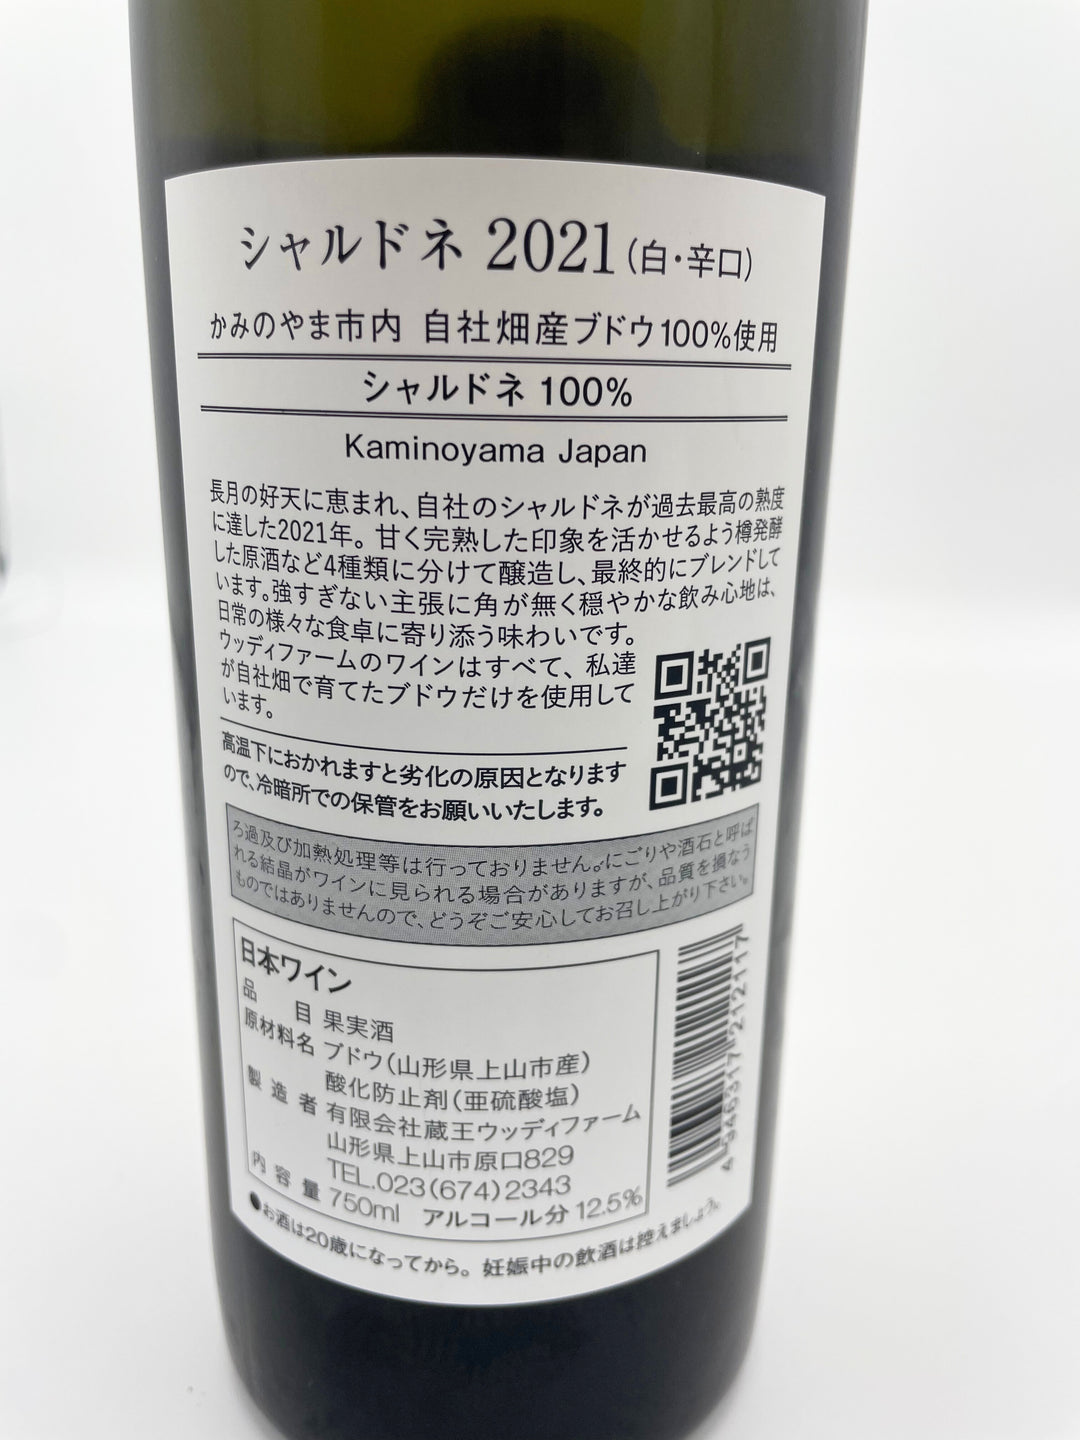 シャルドネ 2021(白・辛口)
かみのやま市内 自社畑産ブドウ100%使用
シャルドネ 100%
Kaminoyama Japan
長月の好天に恵まれ、自社のシャルドネが過去最高の熟度
に達した2021年。甘く完熟した印象を活かせるよう樽発酵
した原酒など4種類に分けて醸造し、最終的にブレンドして
います。強すぎない主張に角が無く穏やかな飲み心地は、
日常の様々な食卓に寄り添う味わいです。
ウッディファームのワインはすべて、私達
が自社畑で育てたブドウだけを使用して
います。
高温下におかれますと劣化の原因となります
ので、冷暗所での保管をお願いいたします。
ろ過及び加熱処理等は行っておりません。にごりや酒石と呼ば
れる結晶がワインに見られる場合がありますが、品質を損なう
ものではありませんので、どうぞご安心してお召し上がり下さい。
日本ワイン
品目 果実酒
原材料名 ブドウ(山形県上山市産)
酸化防止剤(亜硫酸塩)
製造者 有限会社蔵王ウッディファーム
山形県上山市原口829
TEL.023(674)2343
内容量 750ml アルコール分 12.5%
4 946317 212117
●お酒は20歳になってから。妊娠中の飲酒は控えましょう。